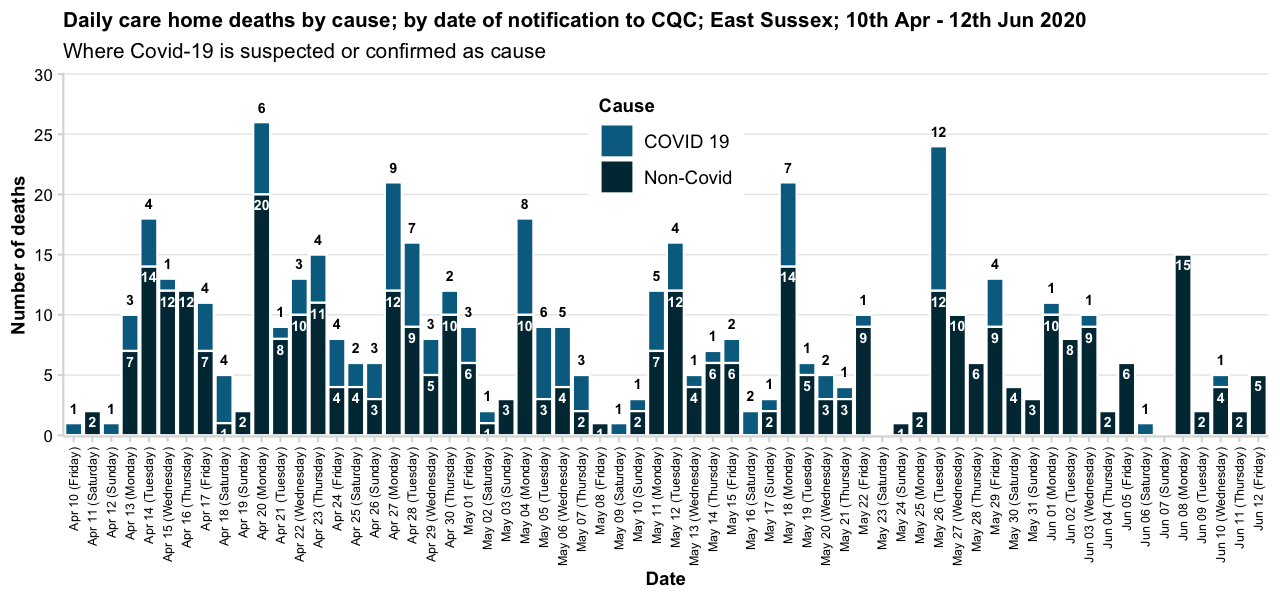 Daily care home deaths by cause; by date of notification to CQC; East Sussex; 10th Apr - 12th Jun 2020
Where Covid-19 is suspected or confirmed as cause
Number of deaths
30
25
20
15
10
5
0
Cause
COVID 19
Non-Covid
1
2
1
3
7
4
14
1
12
12
4
7
4
1
2
6
20
1
8
3
10
4
11
4
4
2
4
3
3
9
12
7
9
3
5
2
10
3
6
1
1
3
8
10
6
3
5
4
3
2
1
1
1
2
5
7
4
12
1
4
1
6
2
6
2
1
2
7
14
1
5
2
3
1
3
1
9
1
2
12
12
10
6
4
9
4
3
1
10
8
1
9
2
6
1
15
2
1
4
2
5
Apr 10 (Friday)
Apr 11 (Saturday)
Apr 12 (Sunday)
Apr 13 (Monday)
Apr 14 (Tuesday)
Apr 15 (Wednesday)
Apr 16 (Thursday)
Apr 17 (Friday)
Apr 18 (Saturday)
Apr 19 (Sunday)
Apr 20 (Monday)
Apr 21 (Tuesday)
Apr 22 (Wednesday)
Apr 23 (Thursday)
Apr 24 (Friday)
Apr 25 (Saturday)
Apr 26 (Sunday)
Apr 27 (Monday)
Apr 28 (Tuesday)
Apr 29 (Wednesday)
Apr 30 (Thursday)
May 01 (Friday)
May 02 (Saturday)
May 03 (Sunday)
May 04 (Monday)
May 05 (Tuesday)
May 06 (Wednesday)
May 07 (Thursday)
May 08 (Friday)
May 09 (Saturday)
May 10 (Sunday)
May 11 (Monday)
May 12 (Tuesday)
May 13 (Wednesday)
May 14 (Thursday)
May 15 (Friday)
May 16 (Saturday)
May 17 (Sunday)
May 18 (Monday)
May 19 (Tuesday)
May 20 (Wednesday)
May 21 (Thursday)
May 22 (Friday)
May 23 (Saturday)
May 24 (Sunday)
May 25 (Monday)
May 26 (Tuesday)
May 27 (Wednesday)
May 28 (Thursday)
May 29 (Friday)
May 30 (Saturday)
May 31 (Sunday)
Jun 01 (Monday)
Jun 02 (Tuesday)
Jun 03 (Wednesday)
Jun 04 (Thursday)
Jun 05 (Friday)
Jun 06 (Saturday)
Jun 07 (Sunday)
Jun 08 (Monday)
Jun 09 (Tuesday)
Jun 10 (Wednesday)
Jun 11 (Thursday)
Jun 12 (Friday)
Date